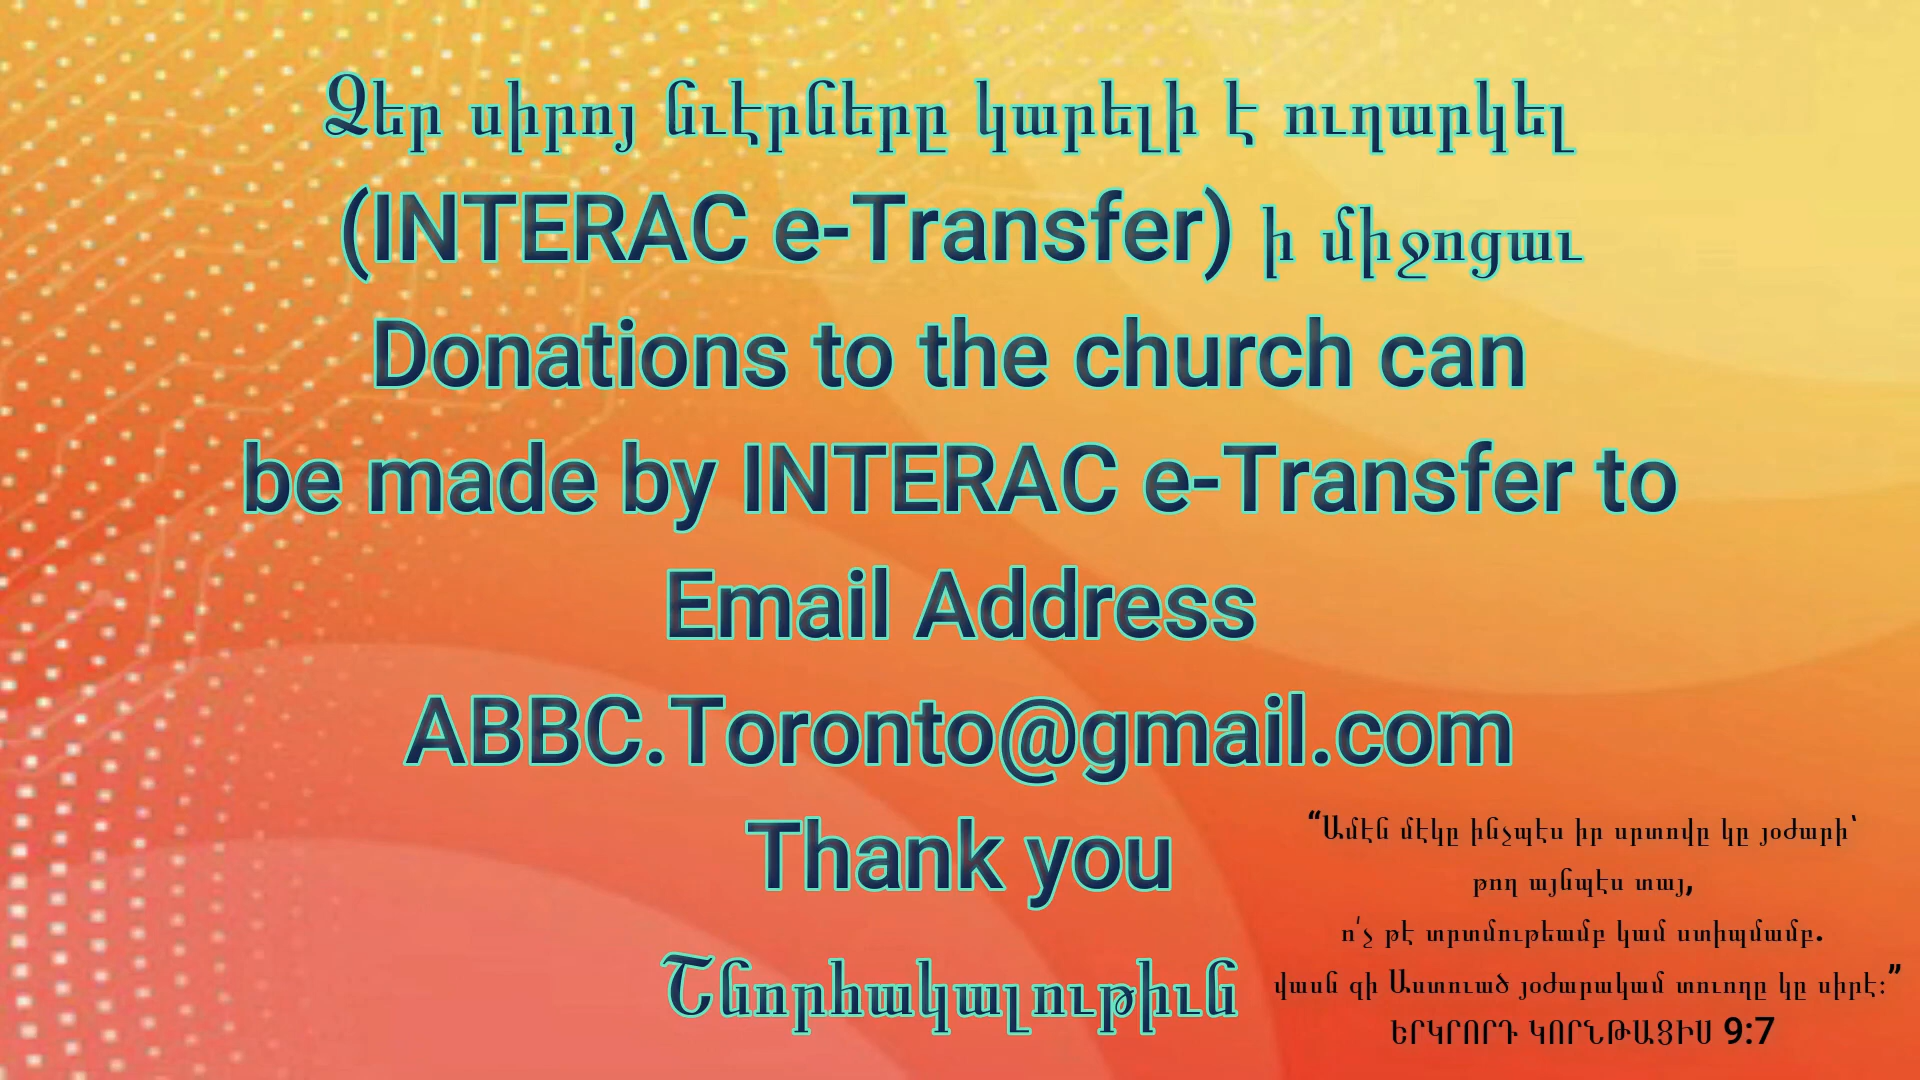 Ձեր սիրոյ նւէրները կարելի է ուղարկել
(INTERAC e-Transfer) ի միջոցաւ
Donations to the church can
be made by INTERAC e-Transfer to
Email Address
ABBC.Toronto@gmail.com
Thank you
Շնորհակալութիւն
“Ամէն մէկը ինչպէս իր սրտովը կը յօժարի՝
թող այնպէս տայ,
ո՛չ թէ տրտմութեամբ կամ ստիպմամբ.
վասն զի Աստուած յօժարակամ տուողը կը սիրէ։”
ԵՐԿՐՈՐԴ ԿՈՐՆԹԱՑԻՍ 9:7